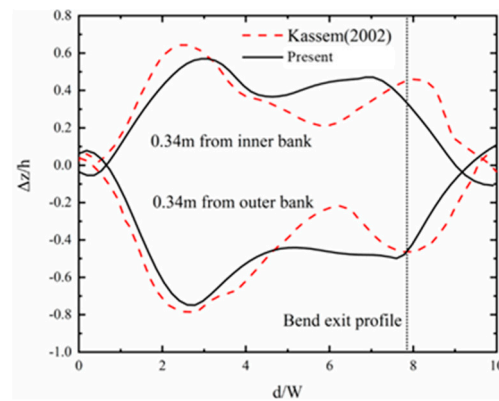 Kassem(2002)
Present
0.34m from inner bank
0.34m from outer bank
Bend exit profile
Δz/h
0.8
0.6
0.4
0.2
0.0
-0.2
-0.4
-0.6
-0.8
-1.0
0 2 4 6 8 10
d/W